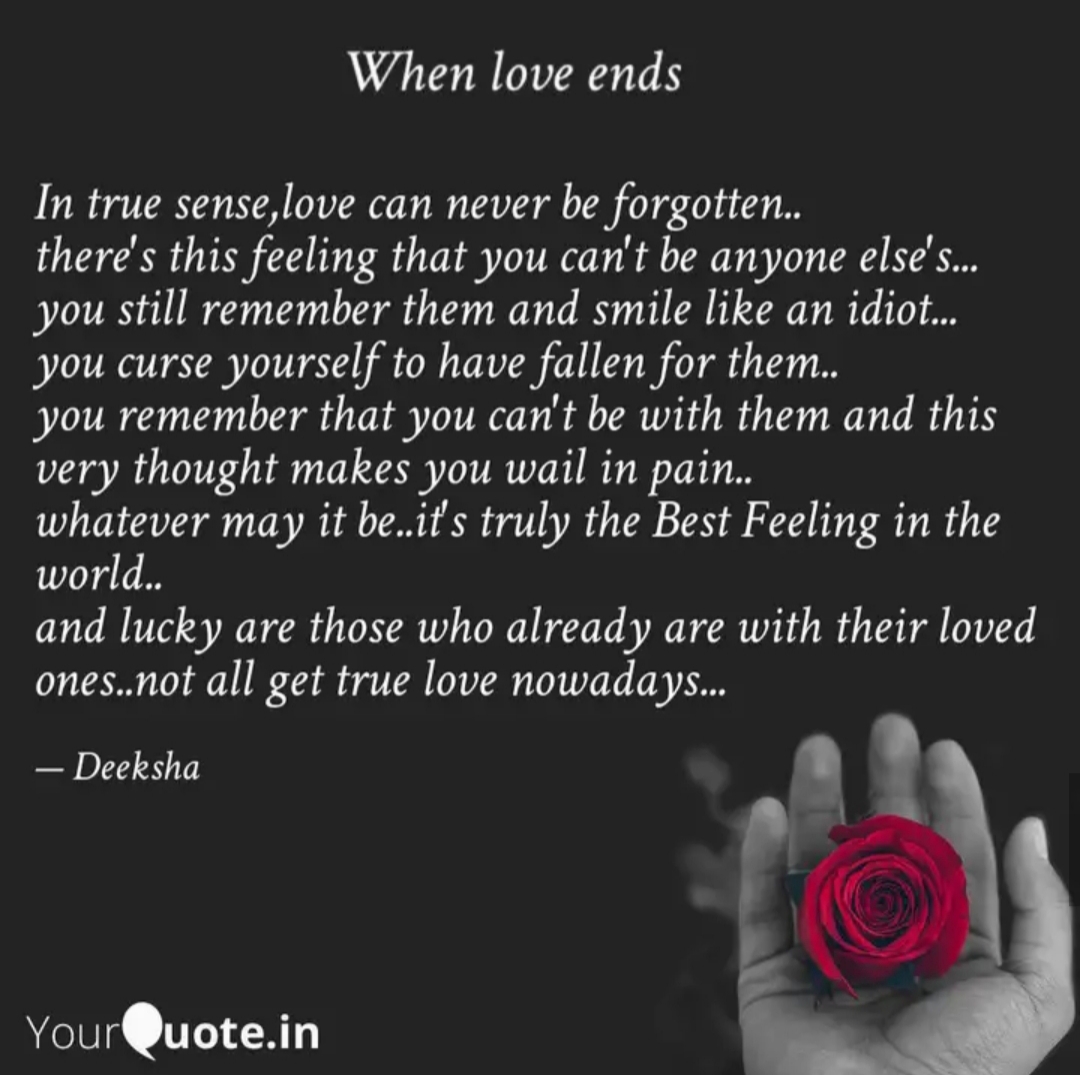 When love ends
In true sense,love can never be forgotten..
there's this feeling that you can't be anyone else's...
you still remember them and smile like an idiot...
you curse yourself to have fallen for them..
you remember that you can't be with them and this
very thought makes you wail in pain..
whatever may it be..it's truly the Best Feeling in the
world..
and lucky are those who already are with their loved
ones..not all get true love nowadays...
— Deeksha
YourQuote.in